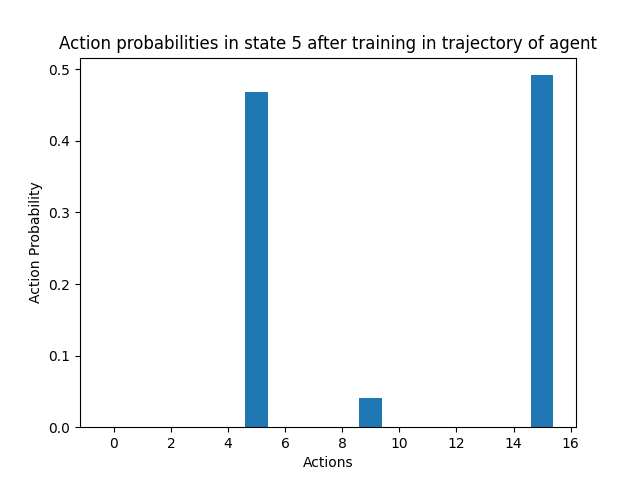 Action probabilities in state 5 after training in trajectory of agent
0.5
0.4
0.3
0.2
0.1
0.0
Action Probability
0 2 4 6 8 10 12 14 16
Actions